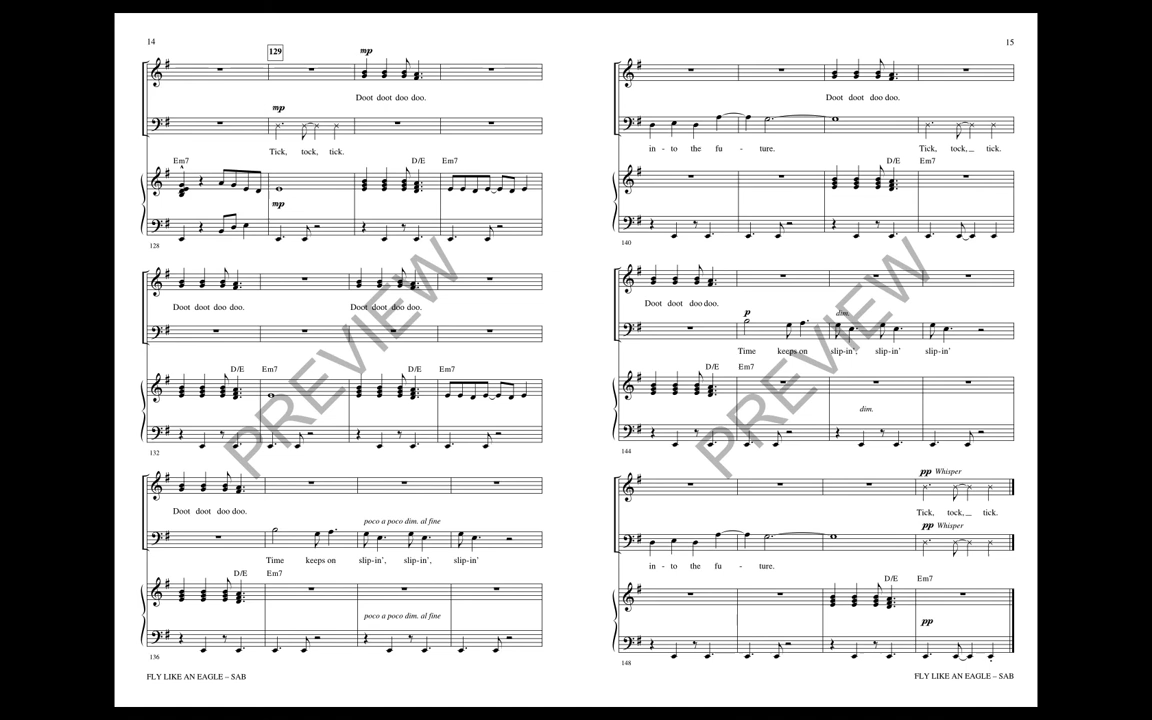 14
129
mp
Doot doot doo doo.
mp
Tick, tock, tick.
Em7 D/E Em7
mp
128
Doot doot doo doo. Doot doot doo doo.
D/E Em7 D/E Em7
132
Doot doot doo doo.
poco a poco dim. al fine
Time keeps on slip-in', slip-in', slip-in'
D/E Em7
poco a poco dim. al fine
136
FLY LIKE AN EAGLE – SAB
15
Doot doot doo doo.
in - to the fu - ture. Tick, tock, tick.
D/E Em7
140
Doot doot doo doo.
p dim.
Time keeps on slip-in', slip-in' slip-in'
D/E Em7
dim.
144
pp Whisper
Tick, tock, tick.
pp Whisper
in - to the fu - ture.
D/E Em7
pp
148
FLY LIKE AN EAGLE – SAB
PREVIEW
PREVIEW